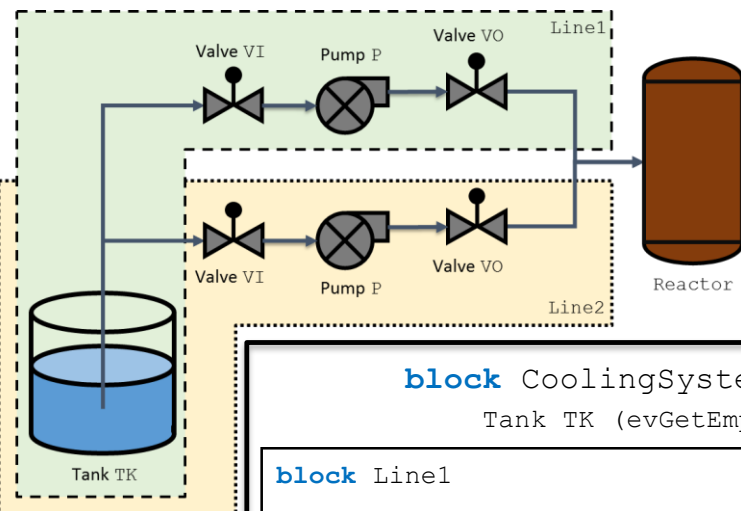 Line1
Valve VI
Pump P
Valve VO
Valve VI
Pump P
Valve VO
Reactor
Line2
Tank TK
block CoolingSyste
Tank TK (evGetEmp
block Line1